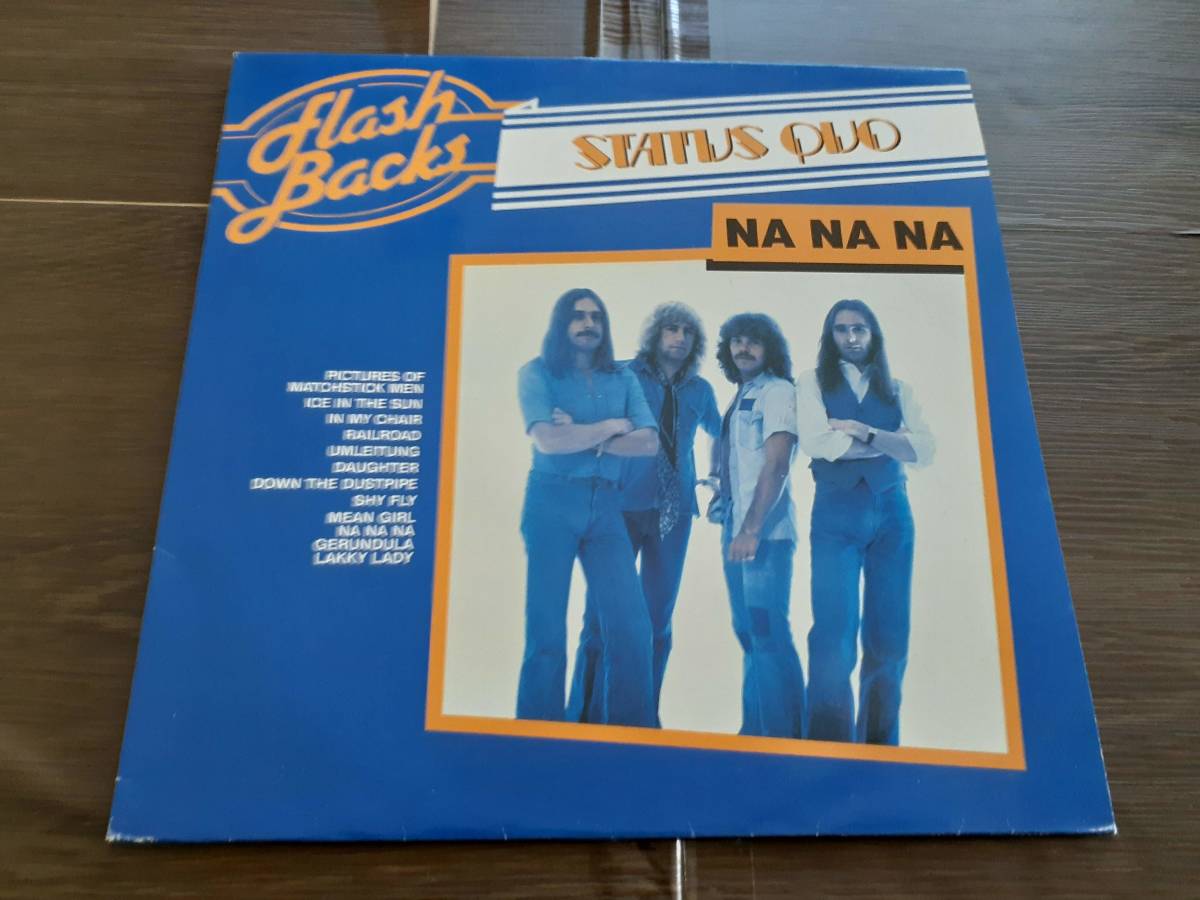 Flash
Backs
STATUS QUO
NA NA NA
PICTURES OF
MATCHSTICK MEN
ICE IN THE SUN
IN MY CHAIR
RAILROAD
UMLEITUNG
DAUGHTER
DOWN THE DUSTPIPE
SHY FLY
MEAN GIRL
NA NA NA
GERUNDULA
LAKKY LADY